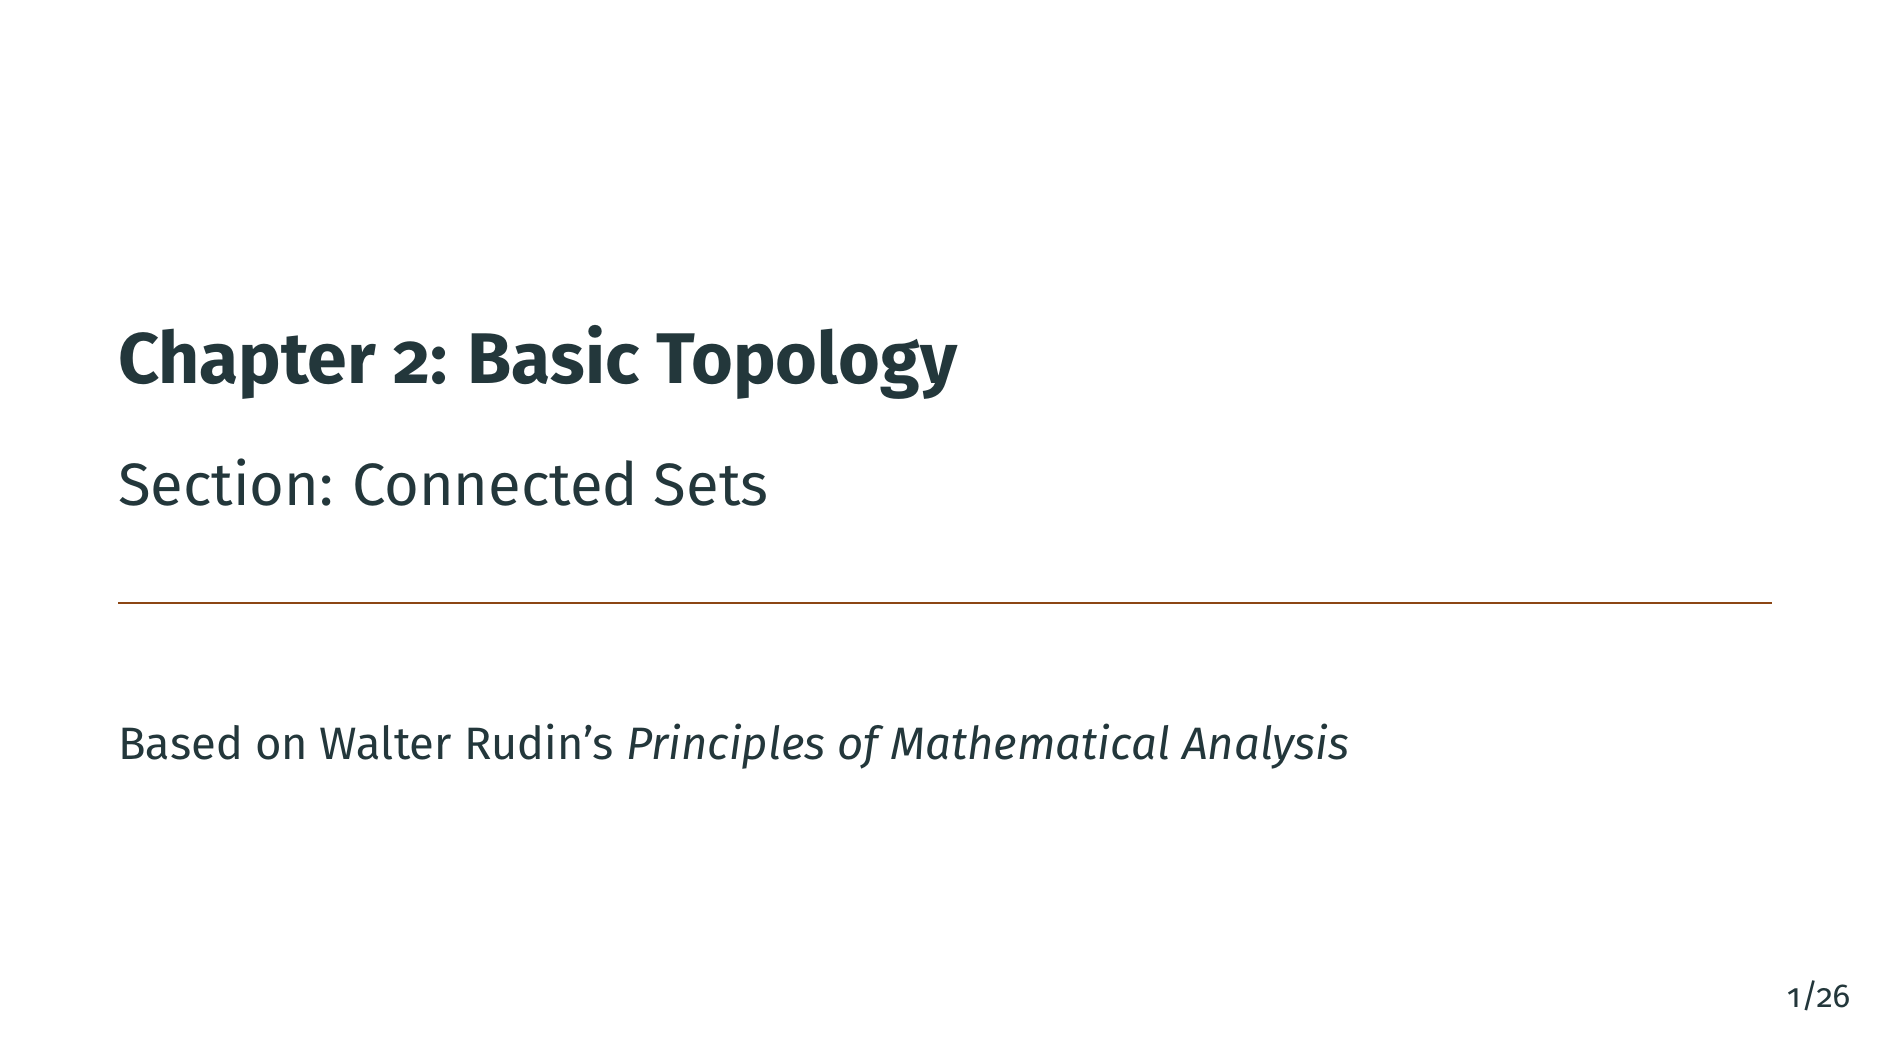 Chapter 2: Basic Topology
Section: Connected Sets
Based on Walter Rudin’s Principles of Mathematical Analysis
1/26